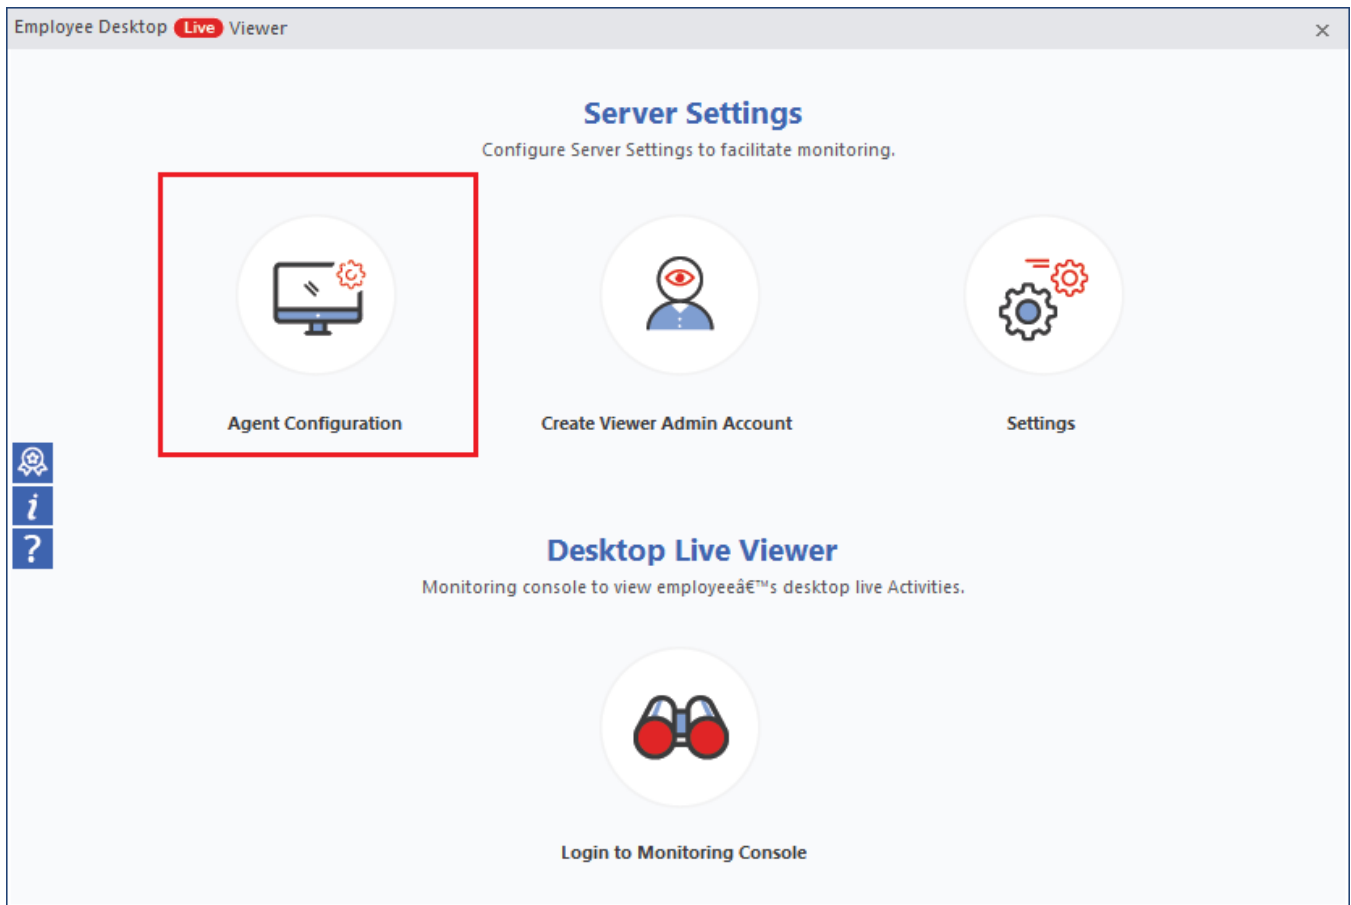 Employee Desktop Live Viewer
Server Settings
Configure Server Settings to facilitate monitoring.
Agent Configuration
Create Viewer Admin Account
Settings
i
?
Desktop Live Viewer
Monitoring console to view employeeâ€™s desktop live Activities.
Login to Monitoring Console